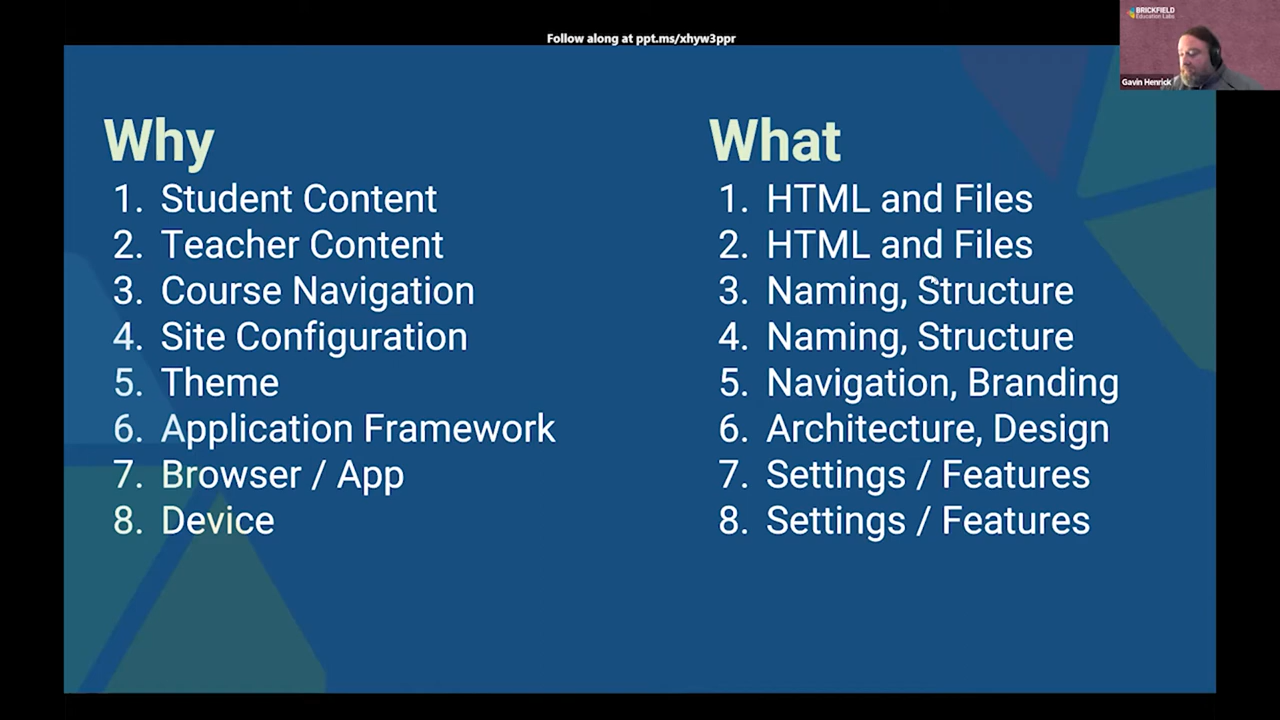 Follow along at ppt.ms/xhyw3ppr
BRICKFIELD
Education Labs
Gavin Henrick
Why
1. Student Content
2. Teacher Content
3. Course Navigation
4. Site Configuration
5. Theme
6. Application Framework
7. Browser / App
8. Device
What
1. HTML and Files
2. HTML and Files
3. Naming, Structure
4. Naming, Structure
5. Navigation, Branding
6. Architecture, Design
7. Settings / Features
8. Settings / Features